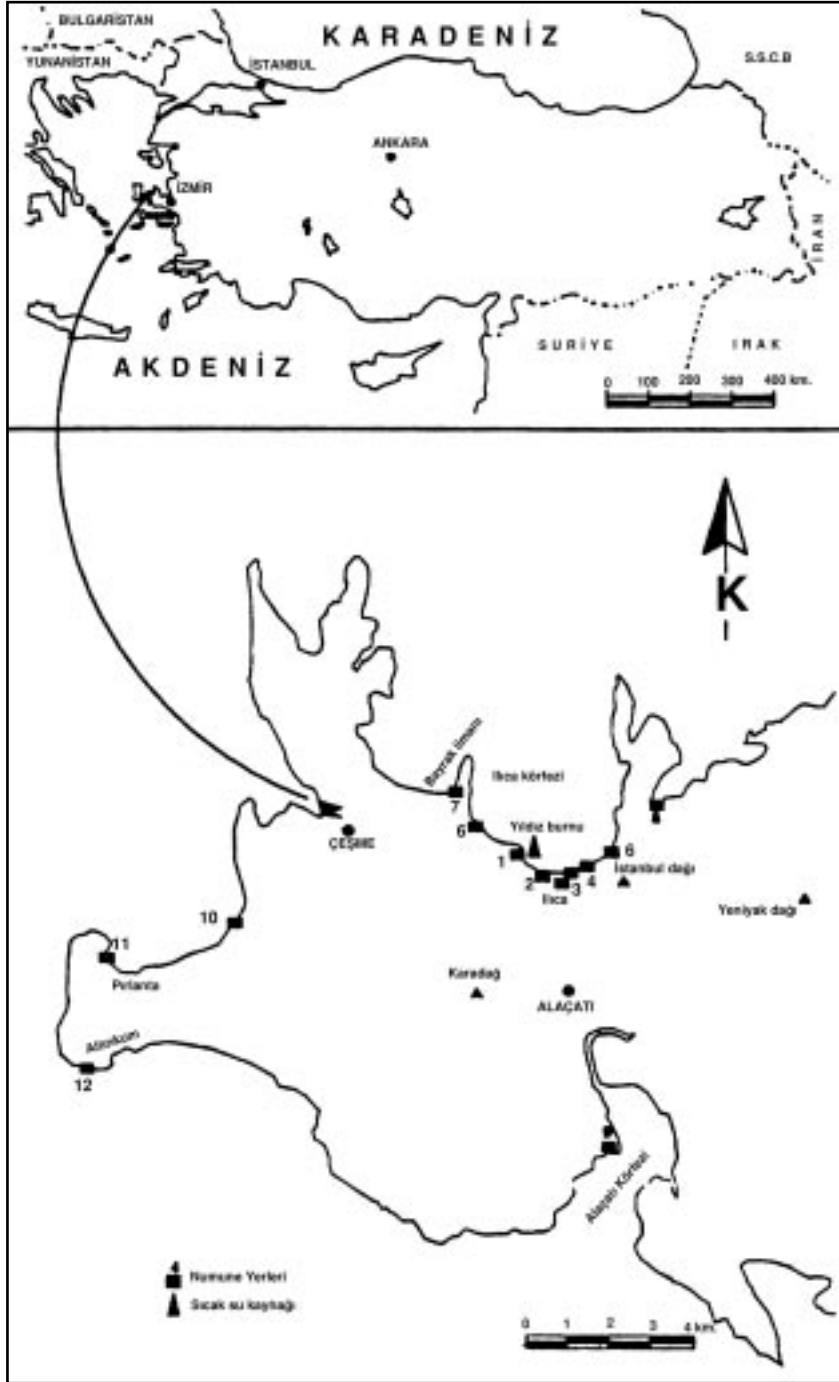 BULGARİSTAN
KARADENİZ
YUNANİSTAN
İSTANBUL
S.S.C.B
ANKARA
İZMİR
İRAN
AKDENİZ
SURİYE
IRAK
0 100 200 300 400 km.
K
Bayrak limanı
Ilıca körfezi
7
6
Yıldız burnu
ÇEŞME
1
6
2
3
4
İstanbul dağı
Ilıca
Yeniyak dağı
10
11
Pırlanta
Karadağ
ALAÇATI
12
Alaçatı Körfezi
4
Numune Yerleri
Sıcak su kaynağı
0 1 2 3 4 km.